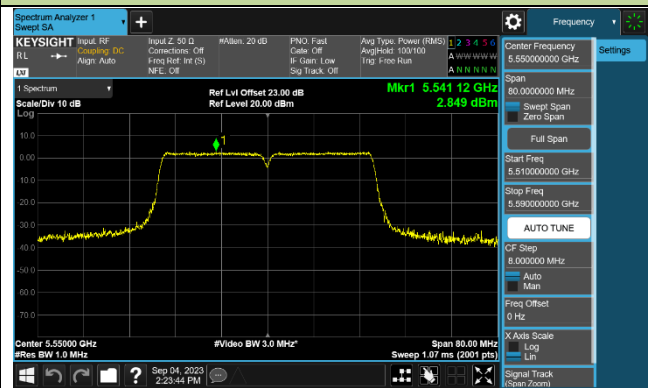 Spectrum Analyzer 1
Swept SA
+
Frequency
KEYSIGHT
RL
LXI
Input: RF
Coupling: DC
Align: Auto
Input Z: 50 Ω
Corrections: Off
Freq Ref: Int (S)
NFE: Off
#Atten: 20 dB
PNO: Fast
Gate: Off
IF Gain: Low
Sig Track: Off
Avg Type: Power (RMS)
Avg|Hold: 100/100
Trig: Free Run
1 2 3 4 5 6
A W W W W W
A N N N N N
1 Spectrum
Scale/Div 10 dB
Log
Ref Lvl Offset 23.00 dB
Ref Level 20.00 dBm
Mkr1 5.541 12 GHz
2.849 dBm
1
10.0
0.00
-10.0
-20.0
-30.0
-40.0
-50.0
-60.0
-70.0
Center 5.55000 GHz
#Res BW 1.0 MHz
#Video BW 3.0 MHz*
Span 80.00 MHz
Sweep 1.07 ms (2001 pts)
Sep 04, 2023
2:23:44 PM
?
Center Frequency
5.550000000 GHz
Settings
Span
80.0000000 MHz
Swept Span
Zero Span
Full Span
Start Freq
5.510000000 GHz
Stop Freq
5.590000000 GHz
AUTO TUNE
CF Step
8.000000 MHz
Auto
Man
Freq Offset
0 Hz
X Axis Scale
Log
Lin
Signal Track
(Span Zoom)